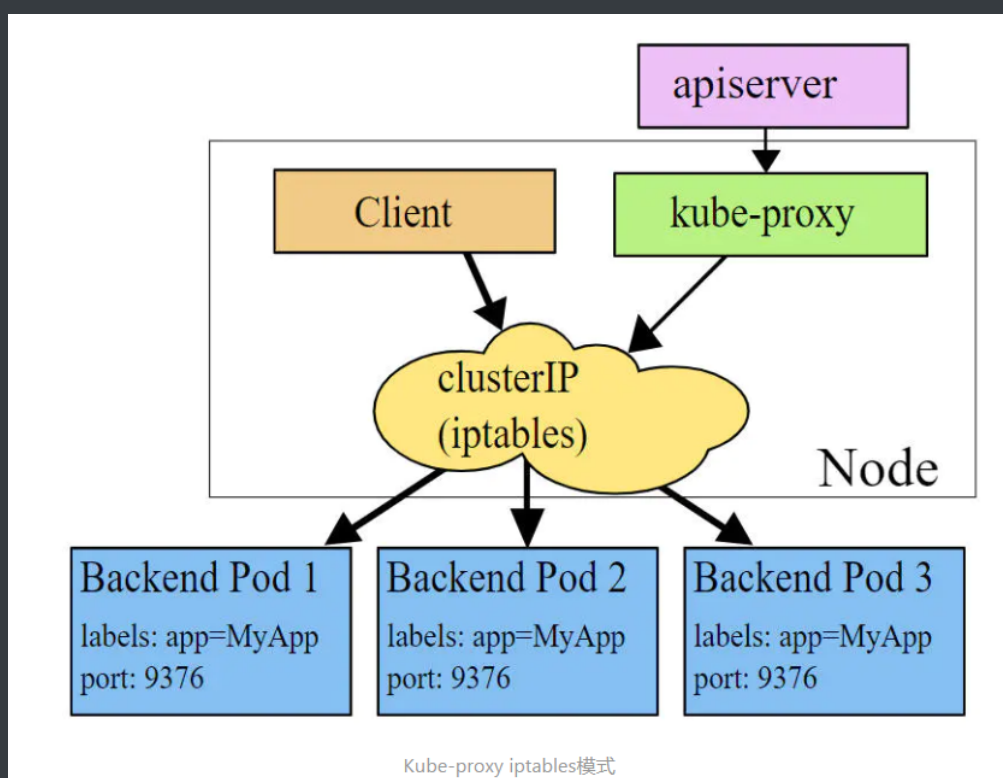 apiserver
Client
kube-proxy
clusterIP
(iptables)
Node
Backend Pod 1
labels: app=MyApp
port: 9376
Backend Pod 2
labels: app=MyApp
port: 9376
Backend Pod 3
labels: app=MyApp
port: 9376
Kube-proxy iptables模式